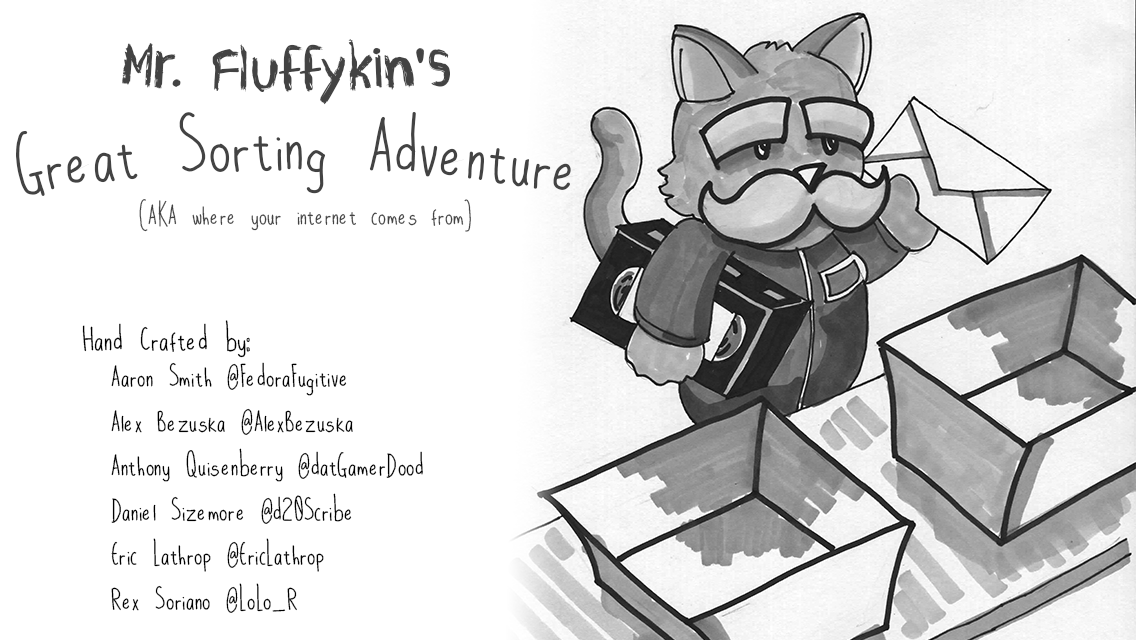 Mr. Fluffykin's
Great Sorting Adventure
(AKA where your internet comes from)
Hand Crafted by:
Aaron Smith @FedoraFugitive
Alex Bezuska @AlexBezuska
Anthony Quisenberry @datGamerDood
Daniel Sizemore @d20Scribe
Eric Lathrop @EricLathrop
Rex Soriano @LoLo_R